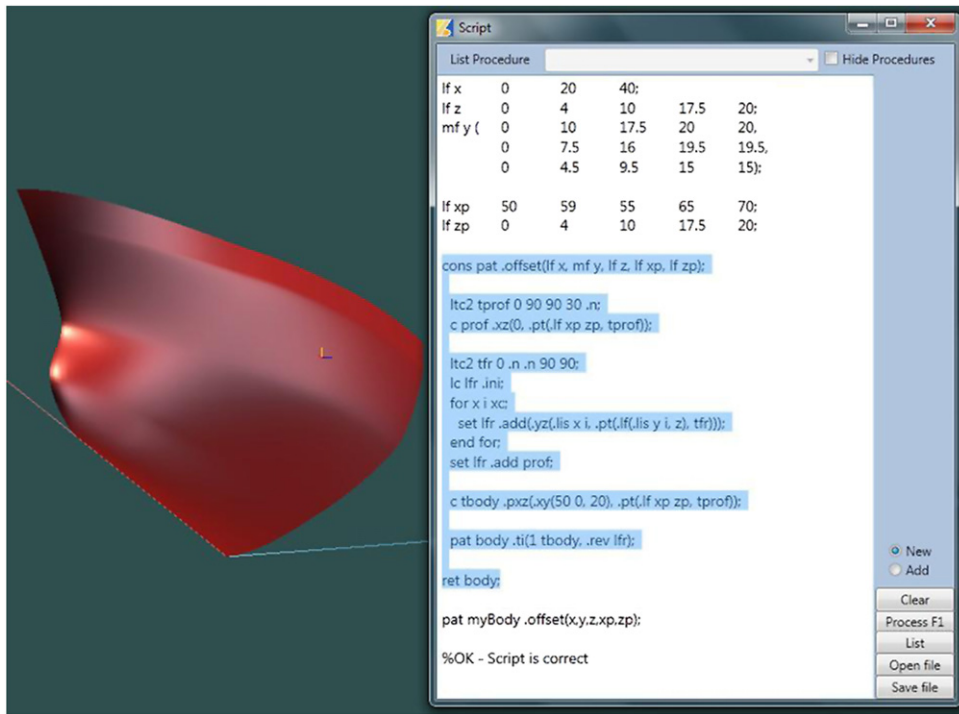 Script
List Procedure Hide Procedures
lf x 0 20 40;
lf z 0 4 10 17.5 20;
mf y ( 0 10 17.5 20 20,
0 7.5 16 19.5 19.5,
0 4.5 9.5 15 15);
lf xp 50 59 55 65 70;
lf zp 0 4 10 17.5 20;
cons pat .offset(lf x, mf y, lf z, lf xp, lf zp);
ltc2 tprof 0 90 90 30 .n;
c prof .xz(0, .pt(.lf xp zp, tprof));
ltc2 tfr 0 .n .n 90 90;
lc lfr .ini;
for x i xc;
set lfr .add(.yz(.lis x i, .pt(.lf(.lis y i, z), tfr)));
end for;
set lfr .add prof;
c tbody .pxz(.xy(50 0, 20), .pt(.lf xp zp, tprof));
pat body .ti(1 tbody, .rev lfr);
ret body;
pat myBody .offset(x,y,z,xp,zp);
%OK - Script is correct
New
Add
Clear
Process F1
List
Open file
Save file